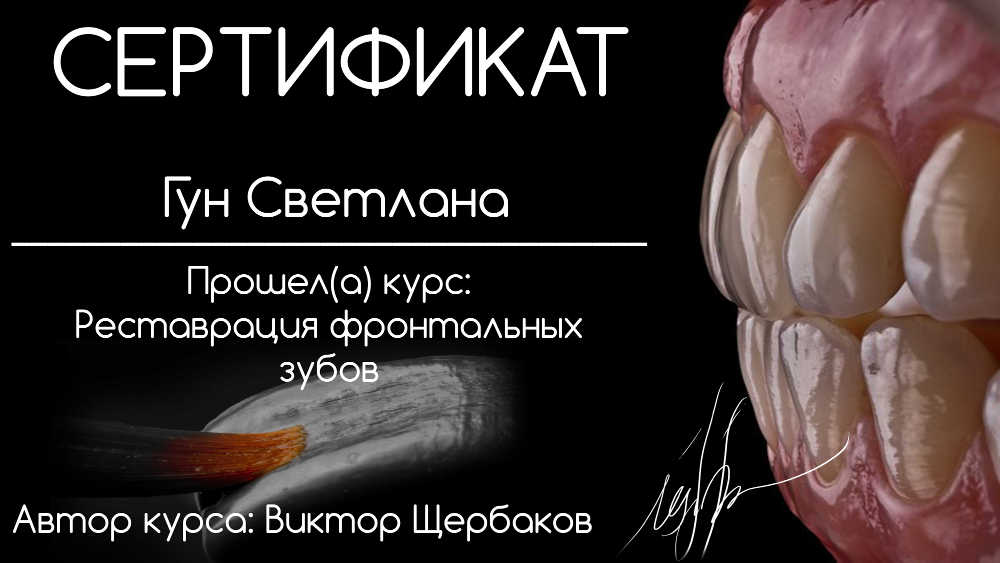 СЕРТИФИКАТ
Гун Светлана
Прошел(а) курс:
Реставрация фронтальных
зубов
Автор курса: Виктор Щербаков